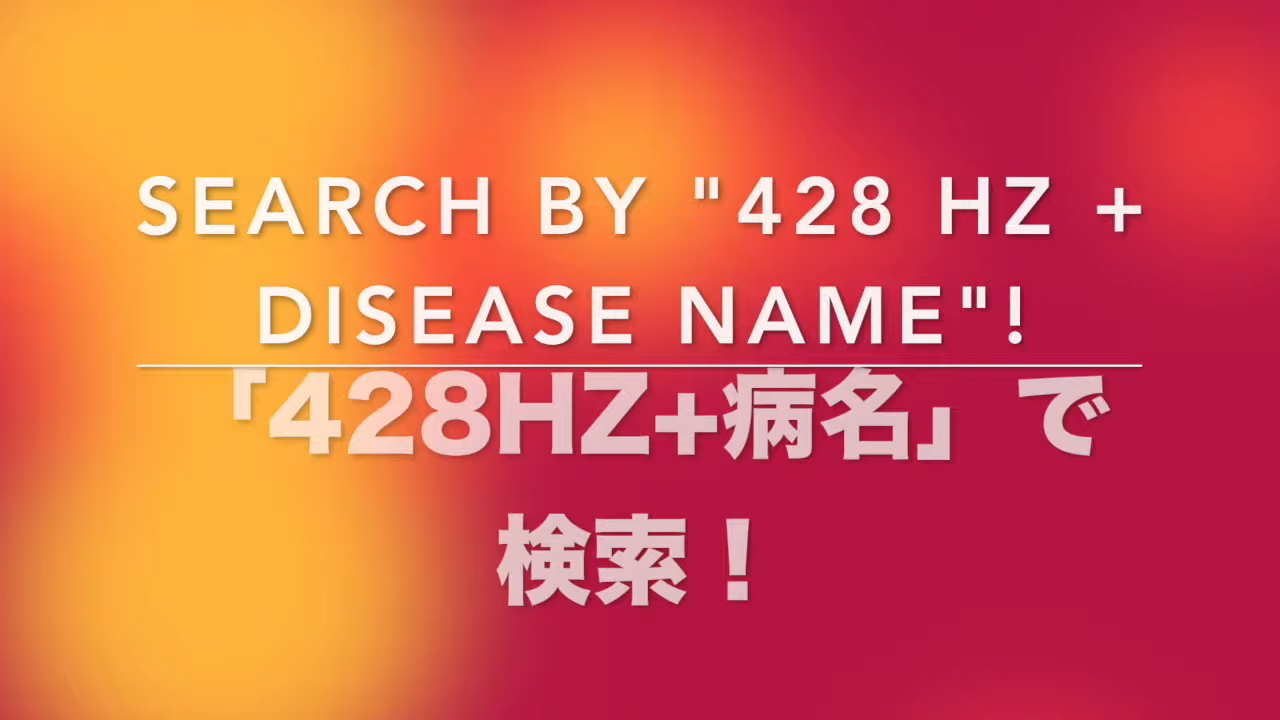 SEARCH BY "428 HZ +
DISEASE NAME"!
「428HZ+病名」で
検索！